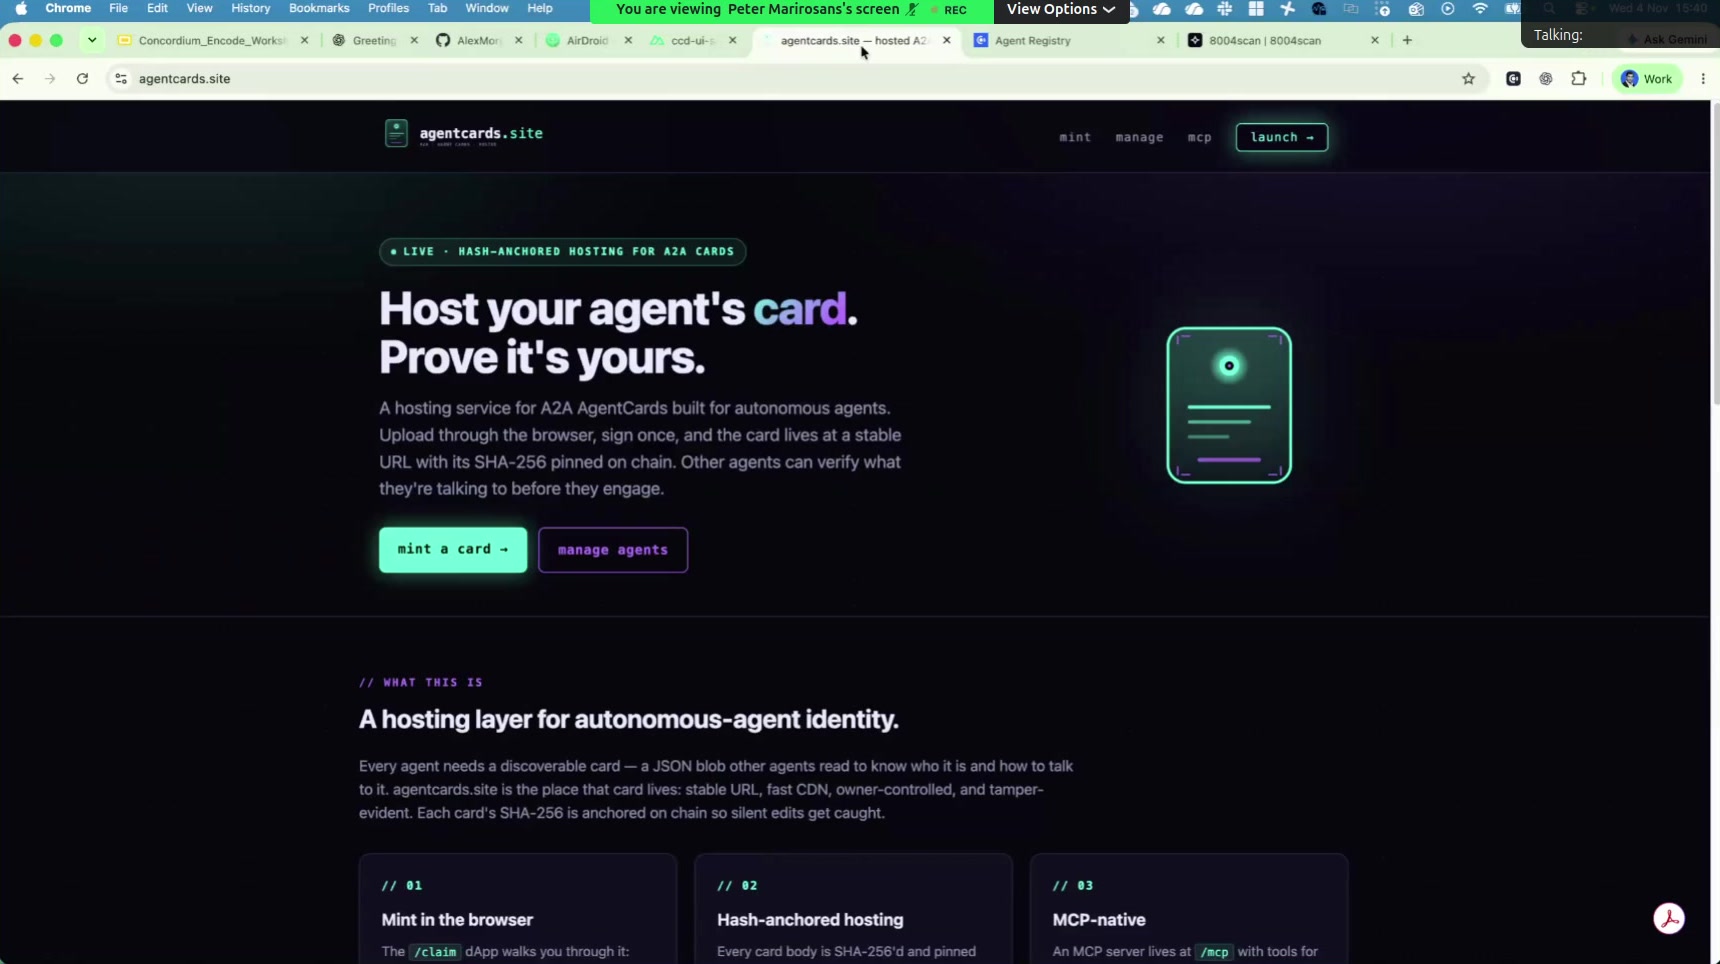 Chrome File Edit View History Bookmarks Profiles Tab Window Help
You are viewing Peter Marirosans's screen REC
View Options
Wed 4 Nov 15:40
Talking:
Ask Gemini
Concordium_Encode_Works
Greeting
AlexMor
AirDroid
ccd-ui-s
agentcards.site — hosted A2
Agent Registry
8004scan | 8004scan
agentcards.site
Work
agentcards.site
mint manage mcp launch →
LIVE · HASH-ANCHORED HOSTING FOR A2A CARDS
Host your agent's card.
Prove it's yours.
A hosting service for A2A AgentCards built for autonomous agents.
Upload through the browser, sign once, and the card lives at a stable
URL with its SHA-256 pinned on chain. Other agents can verify what
they're talking to before they engage.
mint a card → manage agents
// WHAT THIS IS
A hosting layer for autonomous-agent identity.
Every agent needs a discoverable card — a JSON blob other agents read to know who it is and how to talk
to it. agentcards.site is the place that card lives: stable URL, fast CDN, owner-controlled, and tamper-
evident. Each card's SHA-256 is anchored on chain so silent edits get caught.
// 01
Mint in the browser
The /claim dApp walks you through it:
// 02
Hash-anchored hosting
Every card body is SHA-256'd and pinned
// 03
MCP-native
An MCP server lives at /mcp with tools for